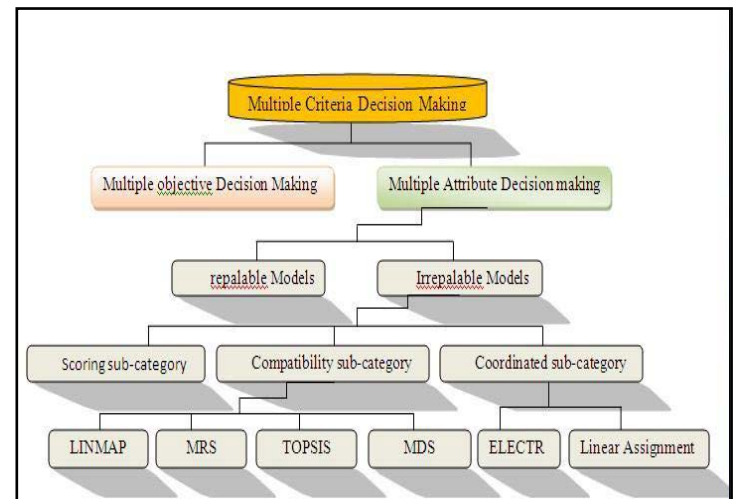 Multiple Criteria Decision Making
Multiple objective Decision Making
Multiple Attribute Decision making
repalable Models
Irrepalable Models
Scoring sub-category
Compatibility sub-category
Coordinated sub-category
LINMAP
MRS
TOPSIS
MDS
ELECTR
Linear Assignment